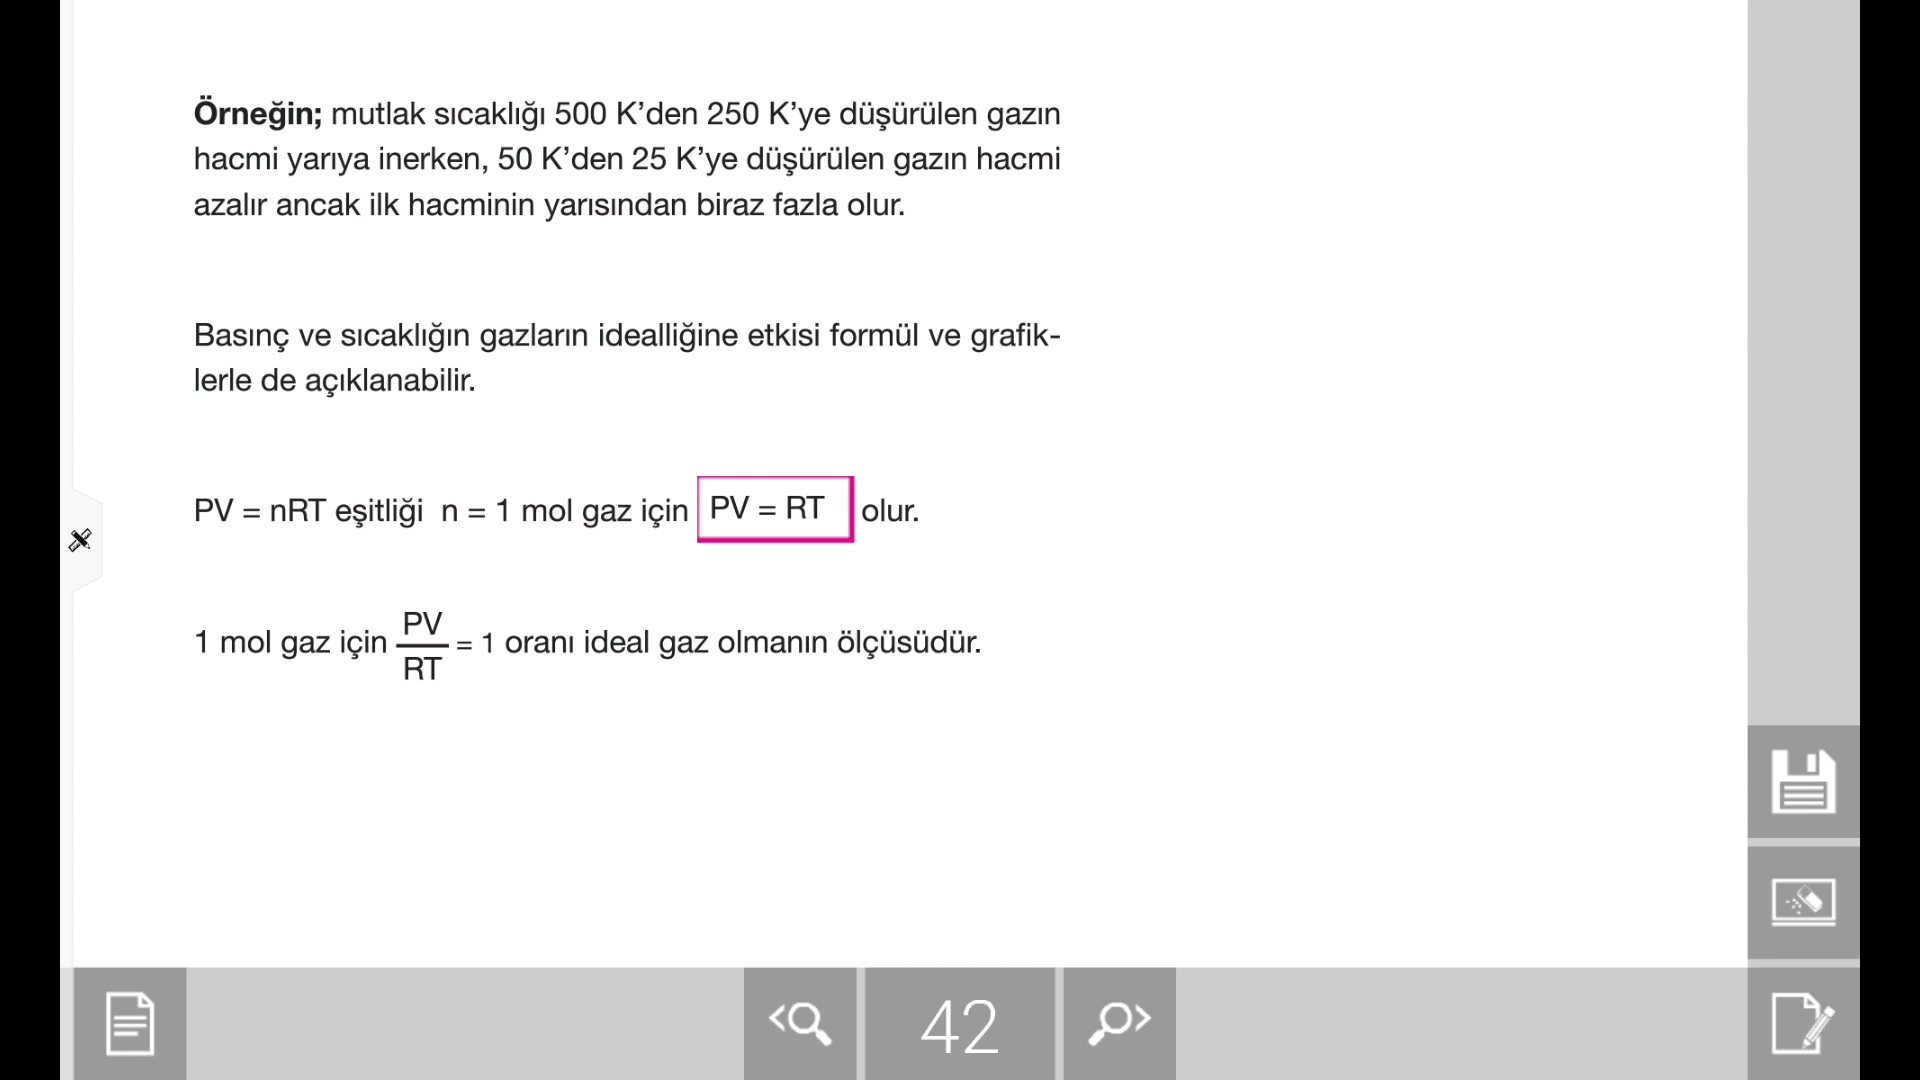 Örneğin; mutlak sıcaklığı 500 K’den 250 K’ye düşürülen gazın
hacmi yarıya inerken, 50 K’den 25 K’ye düşürülen gazın hacmi
azalır ancak ilk hacminin yarısından biraz fazla olur.
Basınç ve sıcaklığın gazların idealliğine etkisi formül ve grafik-
lerle de açıklanabilir.
PV = nRT eşitliği n = 1 mol gaz için PV = RT olur.
1 mol gaz için PV/RT = 1 oranı ideal gaz olmanın ölçüsüdür.
42